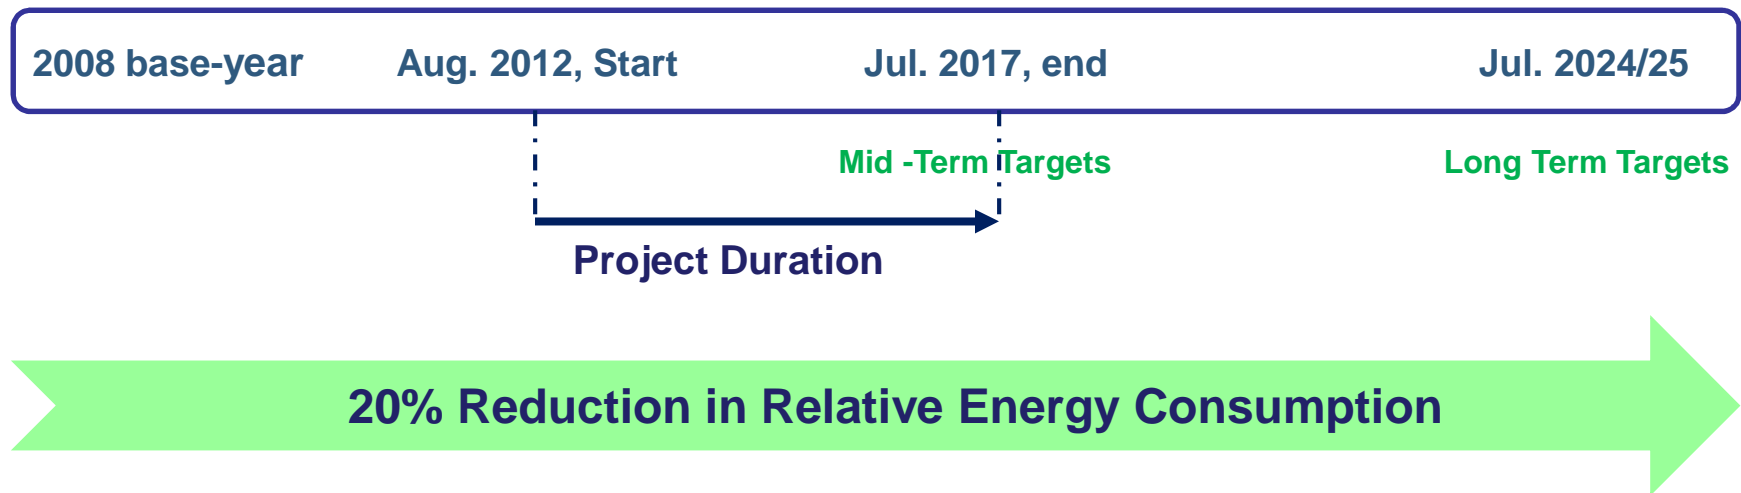 2008 base-year Aug. 2012, Start Jul. 2017, end Jul. 2024/25
Mid -Term Targets Long Term Targets
Project Duration
20% Reduction in Relative Energy Consumption